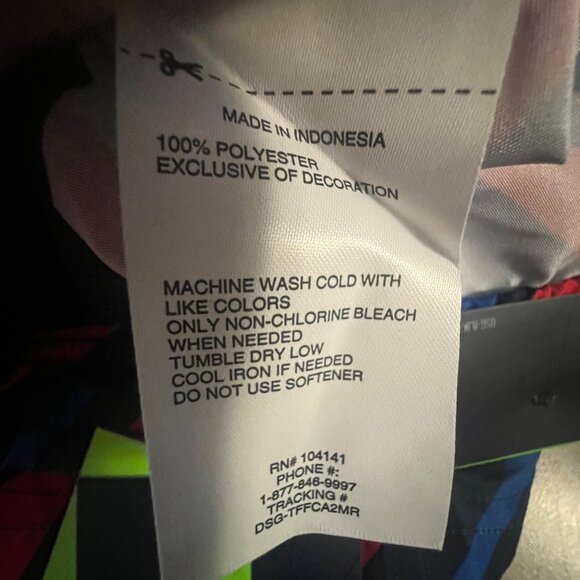 MADE IN INDONESIA
100% POLYESTER
EXCLUSIVE OF DECORATION
MACHINE WASH COLD WITH
LIKE COLORS
ONLY NON-CHLORINE BLEACH
WHEN NEEDED
TUMBLE DRY LOW
COOL IRON IF NEEDED
DO NOT USE SOFTENER
RN# 104141
PHONE #:
1-877-846-9997
TRACKING #
DSG-TFFCA2MR